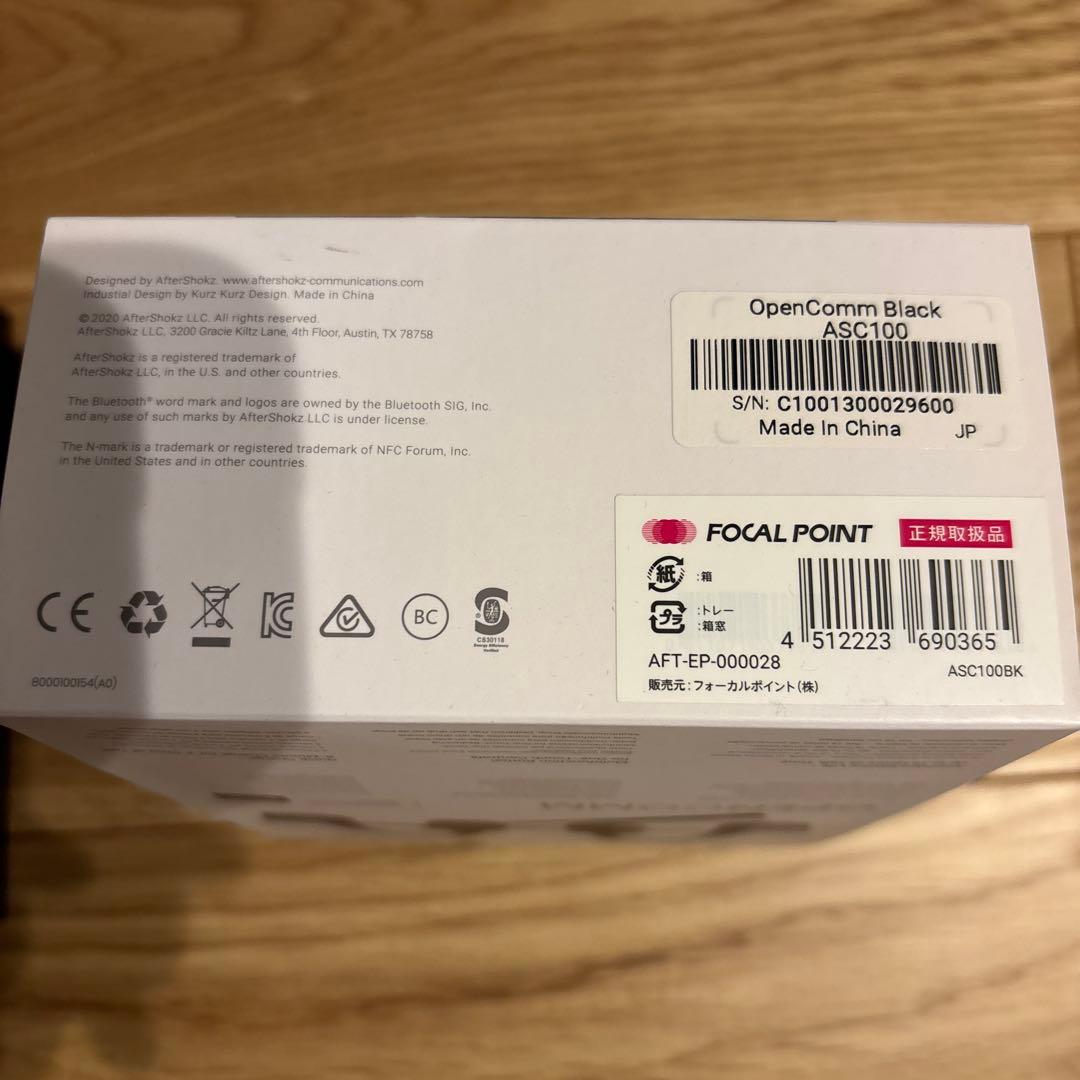 Designed by AfterShokz. www.aftershokz-communications.com
Industial Design by Kurz Kurz Design. Made in China
© 2020 AfterShokz LLC. All rights reserved.
AfterShokz LLC, 3200 Gracie Kiltz Lane, 4th Floor, Austin, TX 78758
AfterShokz is a registered trademark of
AfterShokz LLC, in the U.S. and other countries.
The Bluetooth® word mark and logos are owned by the Bluetooth SIG, Inc.
and any use of such marks by AfterShokz LLC is under license.
The N-mark is a trademark or registered trademark of NFC Forum, Inc.
in the United States and in other countries.
CE
BC
CS30118
Energy Efficiency
Verified
8000100154(A0)
OpenComm Black
ASC100
S/N: C1001300029600
Made In China JP
FOCAL POINT 正規取扱品
紙 :箱
プラ :トレー
:箱窓
4 512223 690365
AFT-EP-000028 ASC100BK
販売元:フォーカルポイント(株)